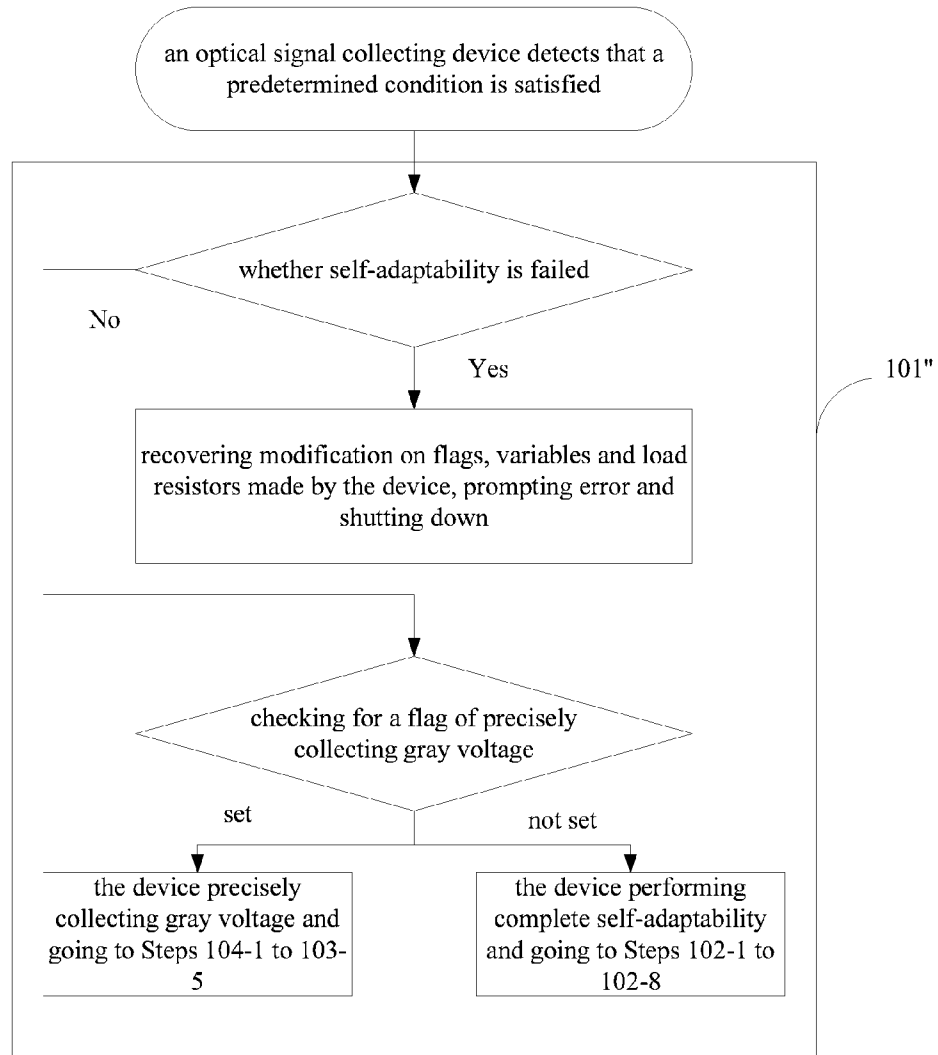 an optical signal collecting device detects that a
predetermined condition is satisfied
whether self-adaptability is failed
No
Yes
101"
recovering modification on flags, variables and load
resistors made by the device, prompting error and
shutting down
checking for a flag of precisely
collecting gray voltage
set
not set
the device precisely
collecting gray voltage and
going to Steps 104-1 to 103-
5
the device performing
complete self-adaptability
and going to Steps 102-1 to
102-8